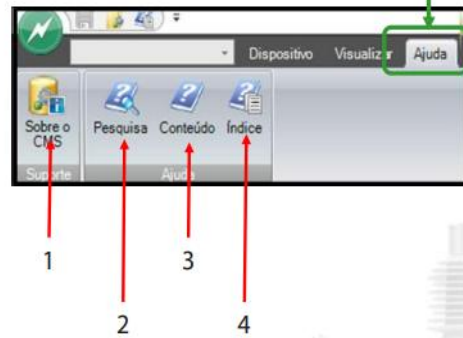 Dispositivo Visualizar Ajuda
Sobre o CMS
Pesquisa Conteúdo Índice
Suporte Ajuda
1 3
2 4